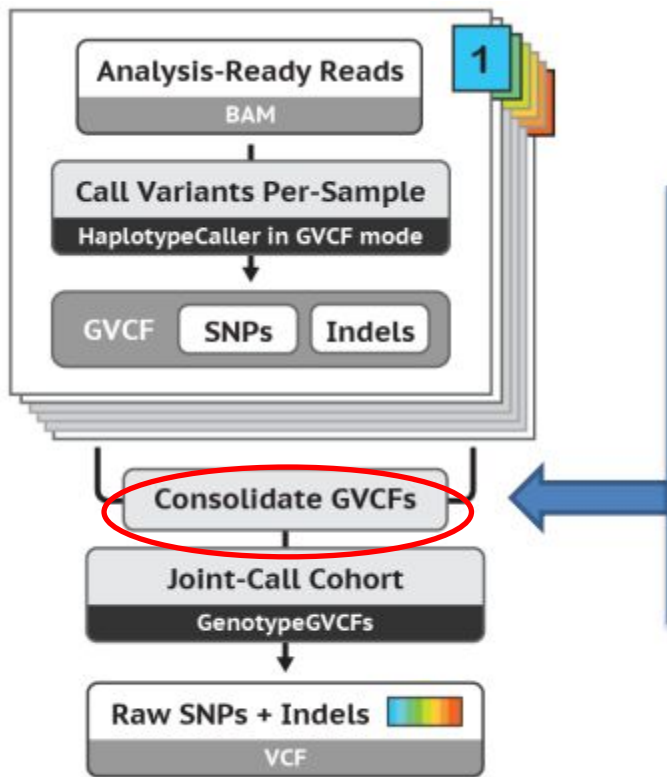 1
Analysis-Ready Reads
BAM
Call Variants Per-Sample
HaplotypeCaller in GVCF mode
GVCF SNPs Indels
Consolidate GVCFs
Joint-Call Cohort
GenotypeGVCFs
Raw SNPs + Indels
VCF